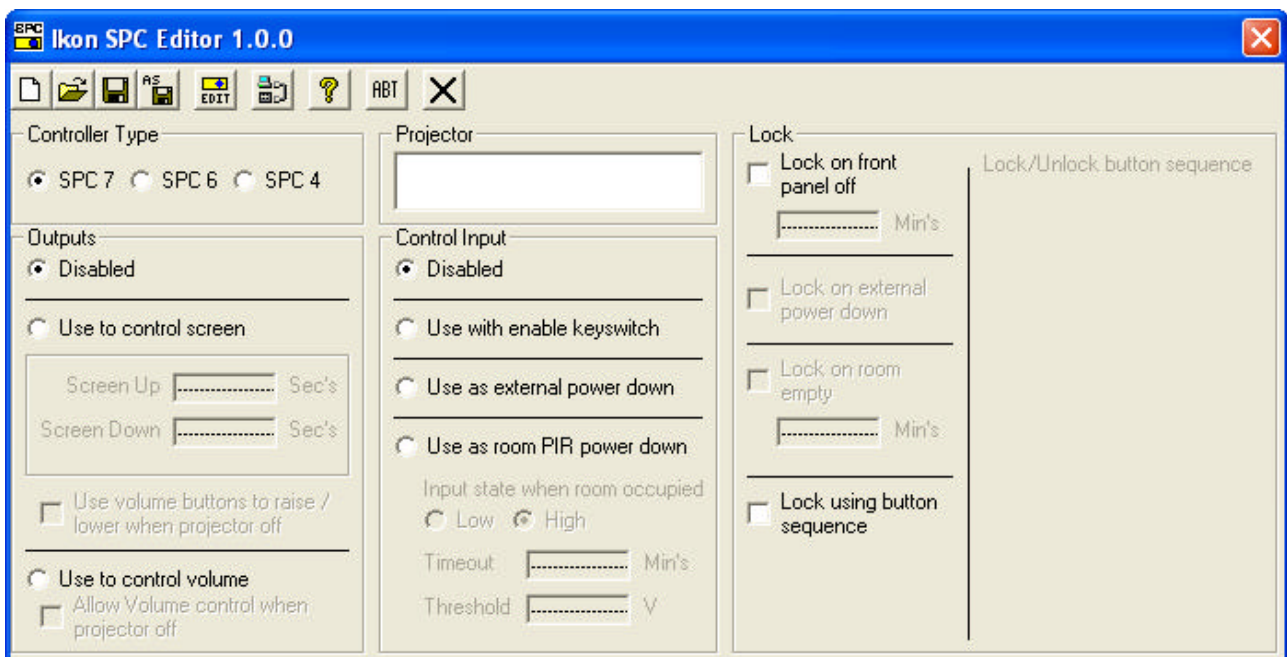 SPC
Ikon SPC Editor 1.0.0
AS
EDIT
ABT
Controller Type
SPC 7
SPC 6
SPC 4
Outputs
Disabled
Use to control screen
Screen Up
Sec's
Screen Down
Sec's
Use volume buttons to raise /
lower when projector off
Use to control volume
Allow Volume control when
projector off
Projector
Control Input
Disabled
Use with enable keyswitch
Use as external power down
Use as room PIR power down
Input state when room occupied
Low
High
Timeout
Min's
Threshold
V
Lock
Lock on front
panel off
Min's
Lock on external
power down
Lock on room
empty
Min's
Lock using button
sequence
Lock/Unlock button sequence